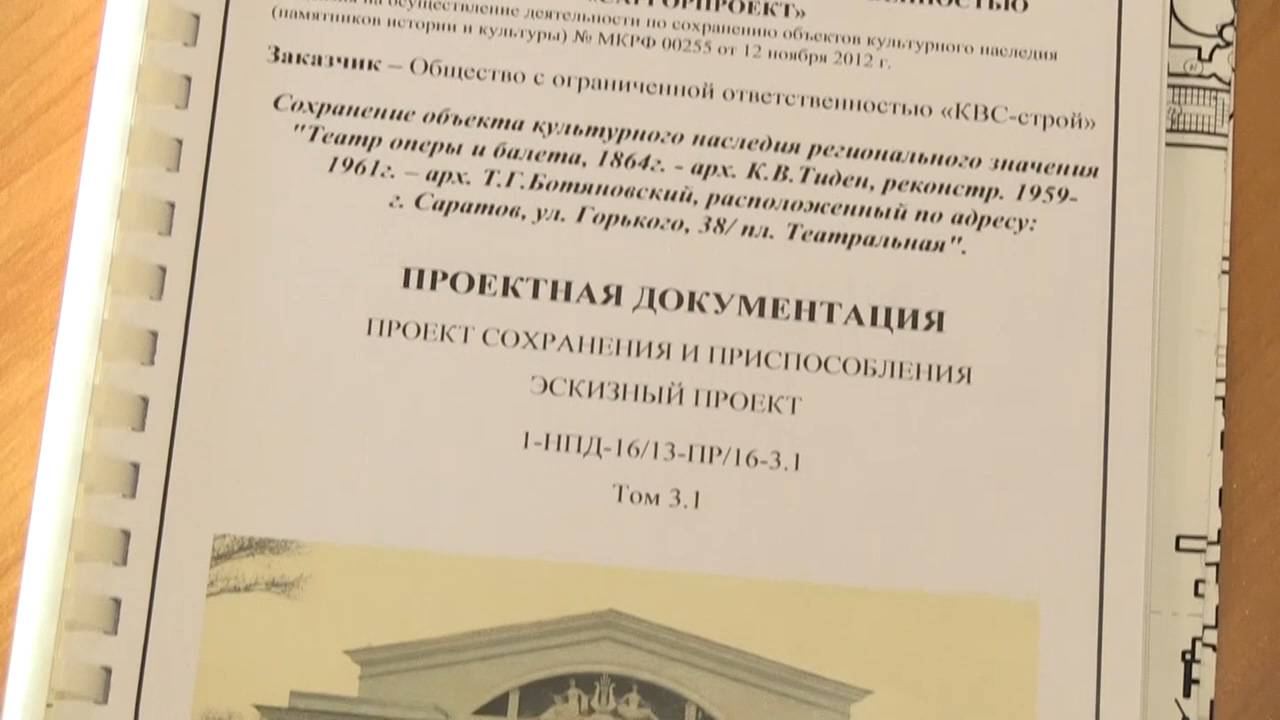 на осуществление деятельности по сохранению объектов культурного наследия
(памятников истории и культуры) № МКРФ 00255 от 12 ноября 2012 г.
Заказчик – Общество с ограниченной ответственностью «КВС-строй»
Сохранение объекта культурного наследия регионального значения
"Театр оперы и балета, 1864г. - арх. К.В.Тиден, реконстр. 1959-
1961г. – арх. Т.Г.Ботяновский, расположенный по адресу:
г. Саратов, ул. Горького, 38/ пл. Театральная".
ПРОЕКТНАЯ ДОКУМЕНТАЦИЯ
ПРОЕКТ СОХРАНЕНИЯ И ПРИСПОСОБЛЕНИЯ
ЭСКИЗНЫЙ ПРОЕКТ
1-НПД-16/13-ПР/16-3.1
Том 3.1